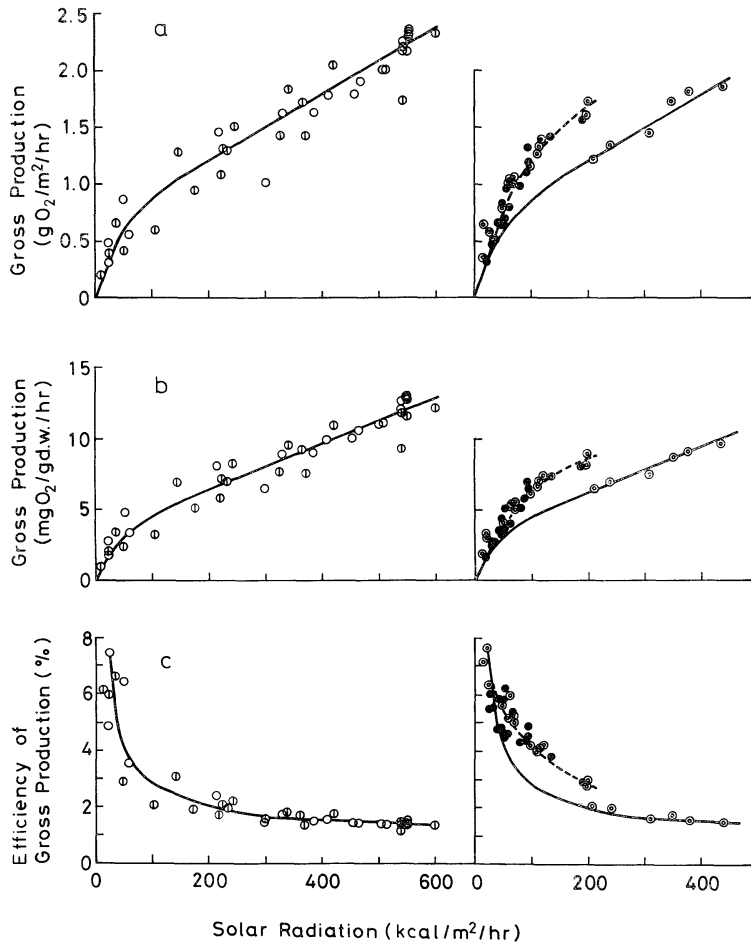 a
2.5
2.0
1.5
1.0
0.5
0
Gross Production
(gO₂/m²/hr)
b
15
10
5
0
Gross Production
(mgO₂/gd.w./hr)
c
8
6
4
2
0
Efficiency of
Gross Production (%)
0 200 400 600 0 200 400
Solar Radiation (kcal/m²/hr)